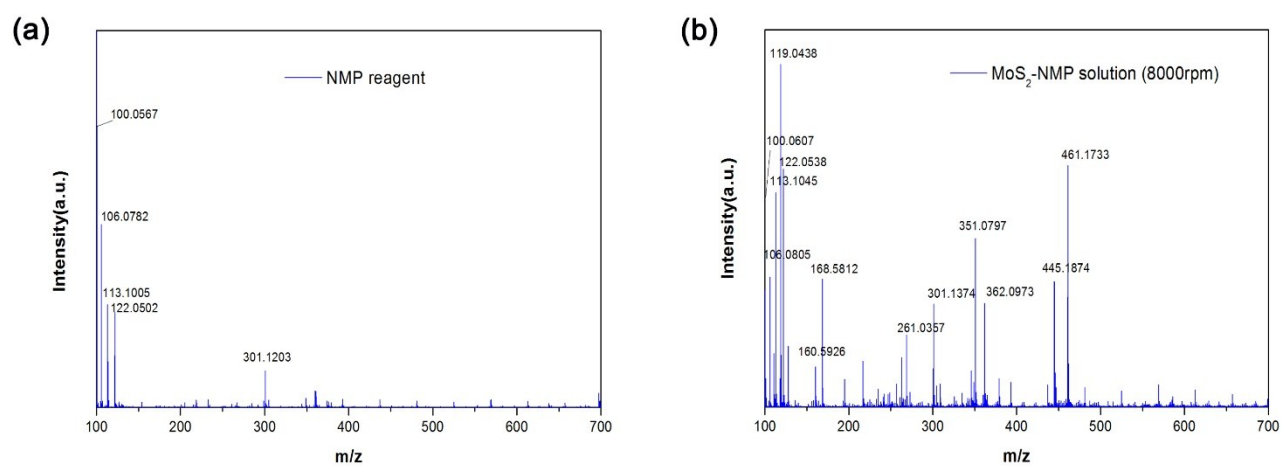 (a)
NMP reagent
100.0567
106.0782
113.1005
122.0502
301.1203
Intensity(a.u.)
100 200 300 400 500 600 700
m/z
(b)
119.0438
MoS2-NMP solution (8000rpm)
100.0607
122.0538
113.1045
461.1733
351.0797
106.0805
168.5812
445.1874
301.1374
362.0973
261.0357
160.5926
Intensity(a.u.)
100 200 300 400 500 600 700
m/z